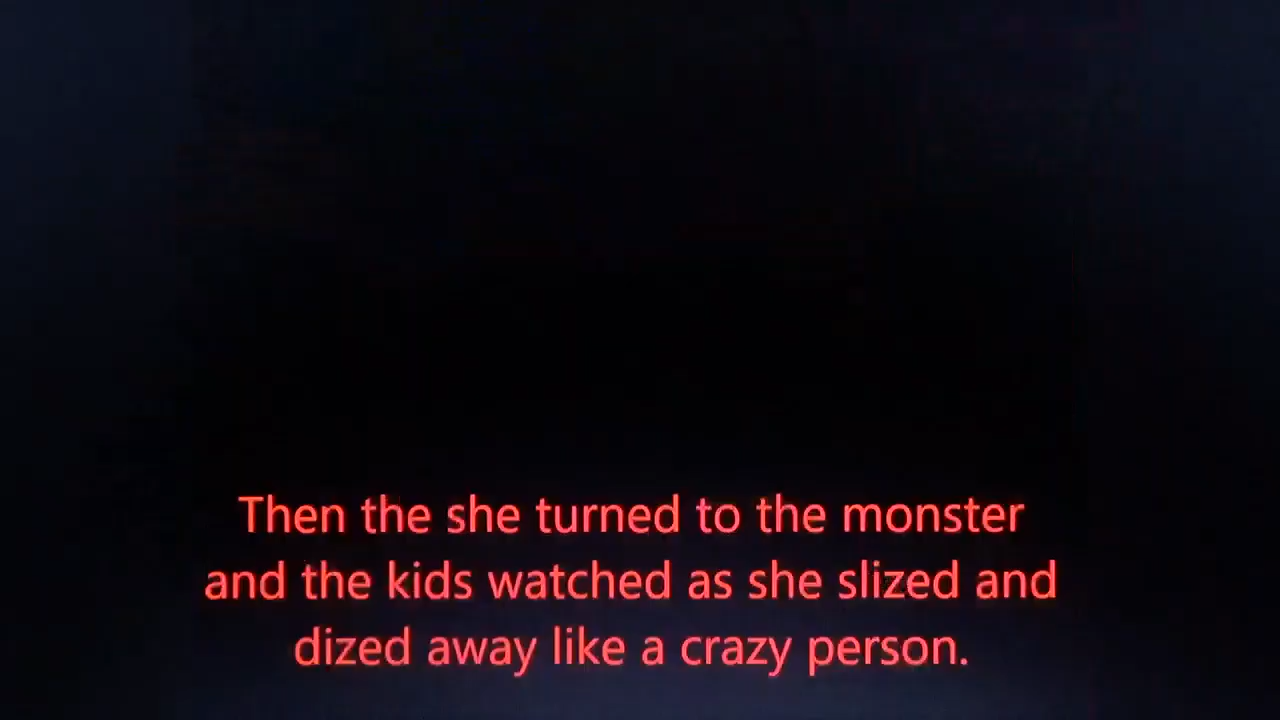 Then the she turned to the monster
and the kids watched as she slized and
dized away like a crazy person.